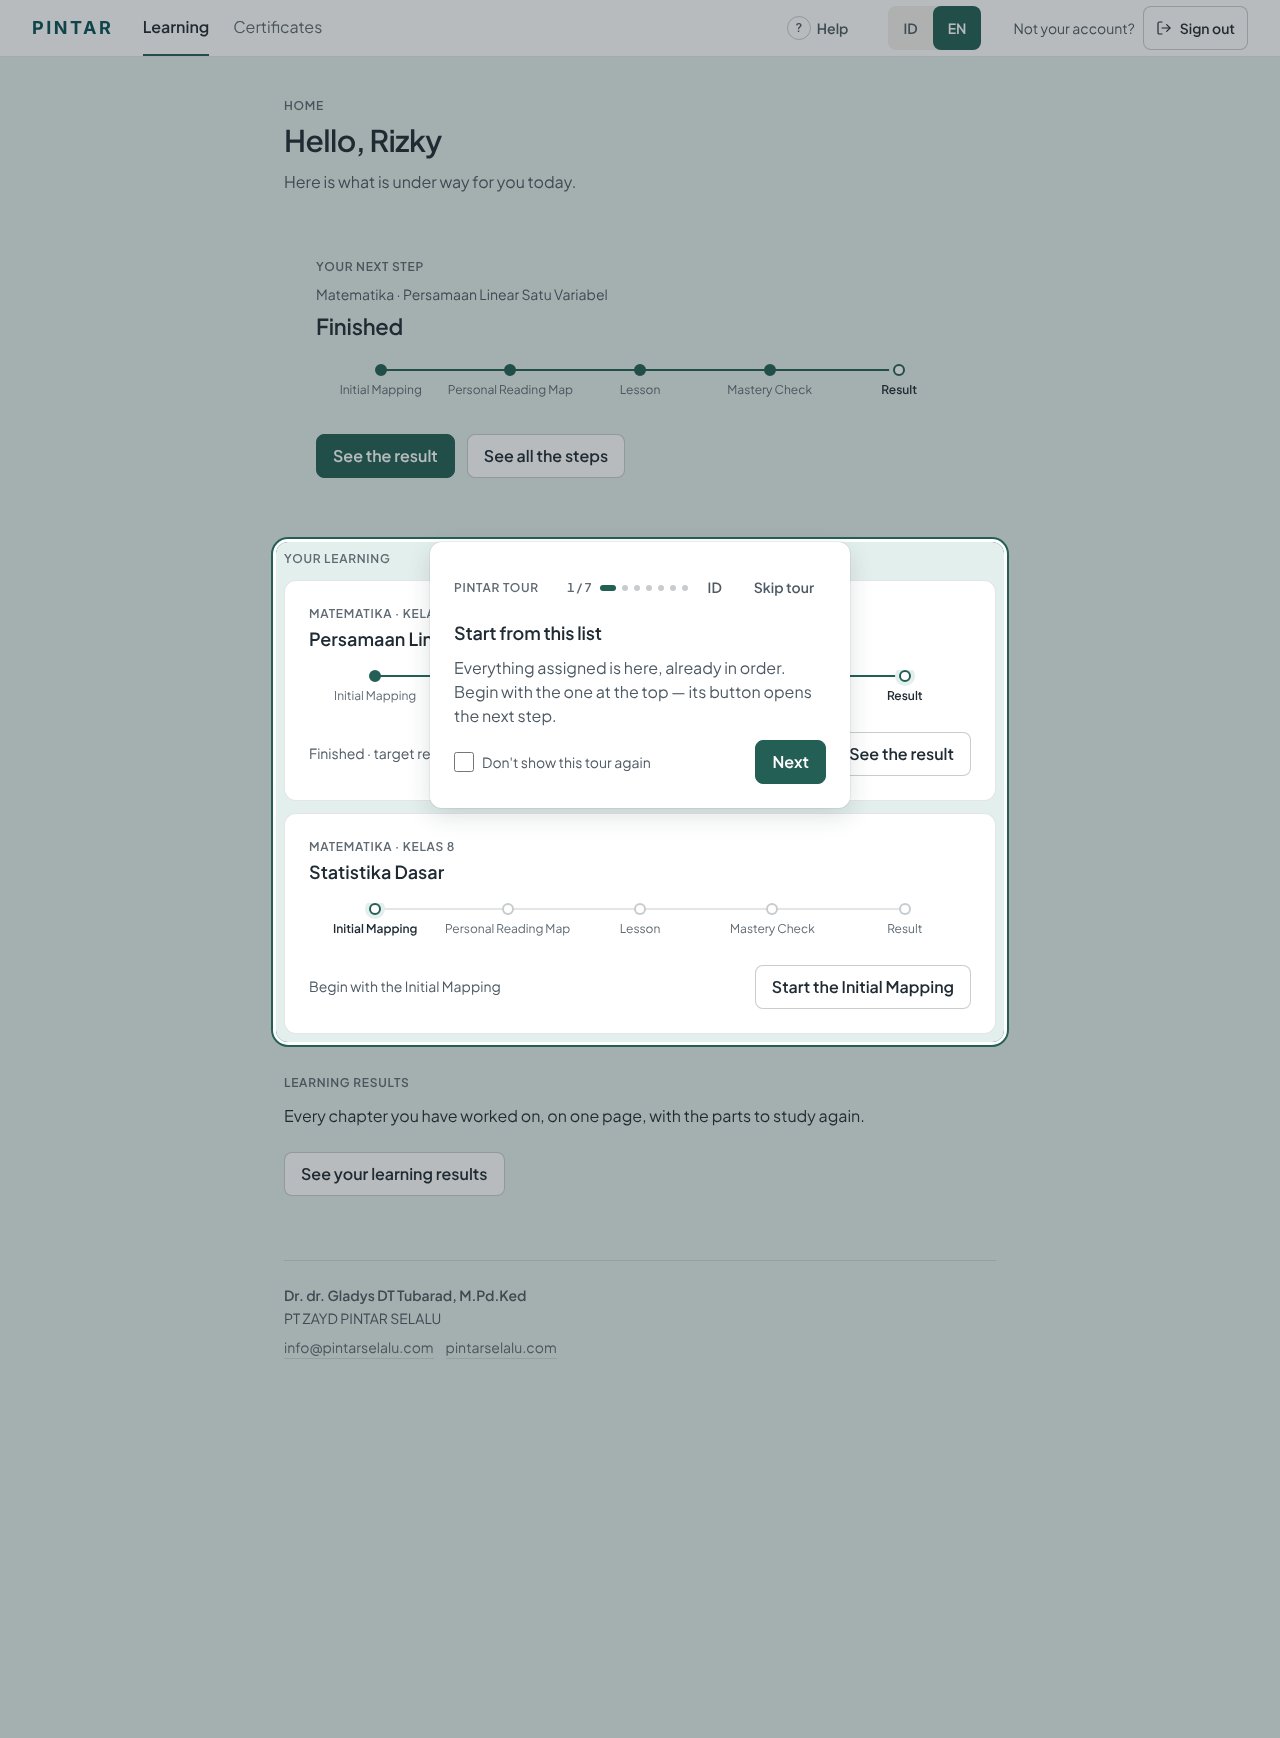 PINTAR Learning Certificates ? Help ID EN Not your account? Sign out
HOME
Hello, Rizky
Here is what is under way for you today.
YOUR NEXT STEP
Matematika · Persamaan Linear Satu Variabel
Finished
Initial Mapping Personal Reading Map Lesson Mastery Check Result
See the result See all the steps
YOUR LEARNING
PINTAR TOUR 1/7 ID Skip tour
Start from this list
Everything assigned is here, already in order.
Begin with the one at the top — its button opens
the next step.
Don't show this tour again Next
MATEMATIKA ·
Persamaan
Initial Mapping Result
Finished · target See the result
MATEMATIKA · KELAS 8
Statistika Dasar
Initial Mapping Personal Reading Map Lesson Mastery Check Result
Begin with the Initial Mapping Start the Initial Mapping
LEARNING RESULTS
Every chapter you have worked on, on one page, with the parts to study again.
See your learning results
Dr. dr. Gladys DT Tubarad, M.Pd.Ked
PT ZAYD PINTAR SELALU
info@pintarselalu.com pintarselalu.com